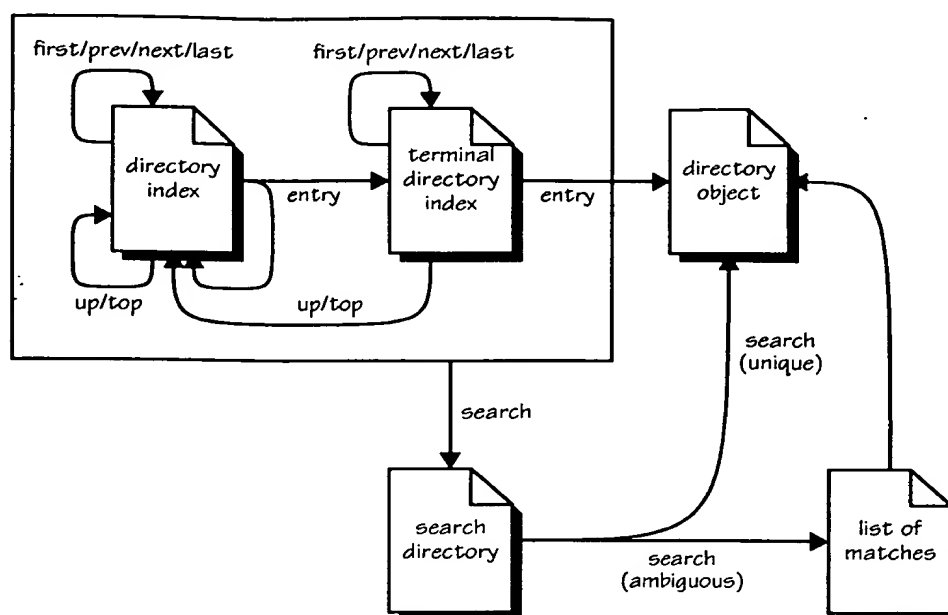 first/prev/next/last
first/prev/next/last
directory
index
terminal
directory
index
directory
object
entry
entry
up/top
up/top
search
(unique)
search
search
directory
search
(ambiguous)
list of
matches